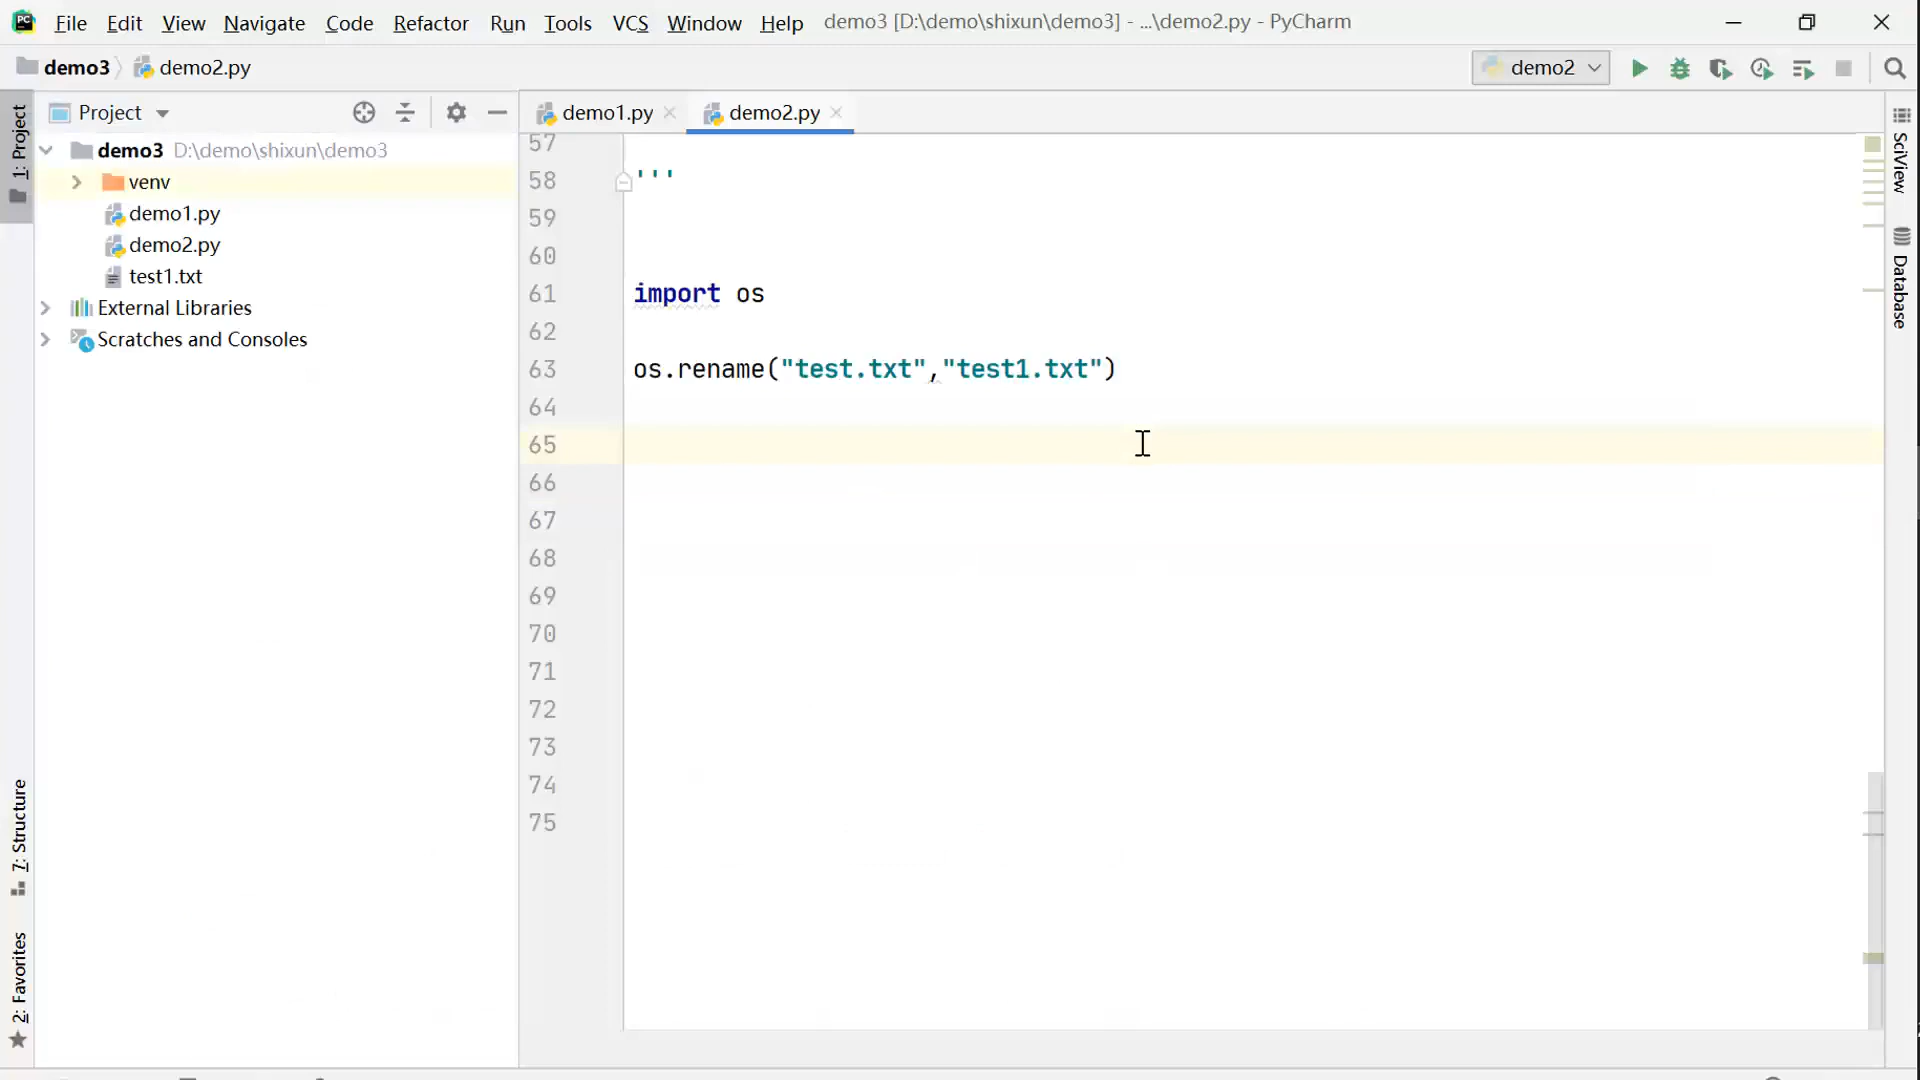 File Edit View Navigate Code Refactor Run Tools VCS Window Help demo3 [D:\demo\shixun\demo3] - ...\demo2.py - PyCharm
demo3 demo2.py demo2
1: Project
Project
demo1.py demo2.py
demo3 D:\demo\shixun\demo3
venv
demo1.py
demo2.py
test1.txt
External Libraries
Scratches and Consoles
57
58 '''
59
60
61 import os
62
63 os.rename("test.txt","test1.txt")
64
65
66
67
68
69
70
71
72
73
74
75
SciView
Database
7: Structure
2: Favorites